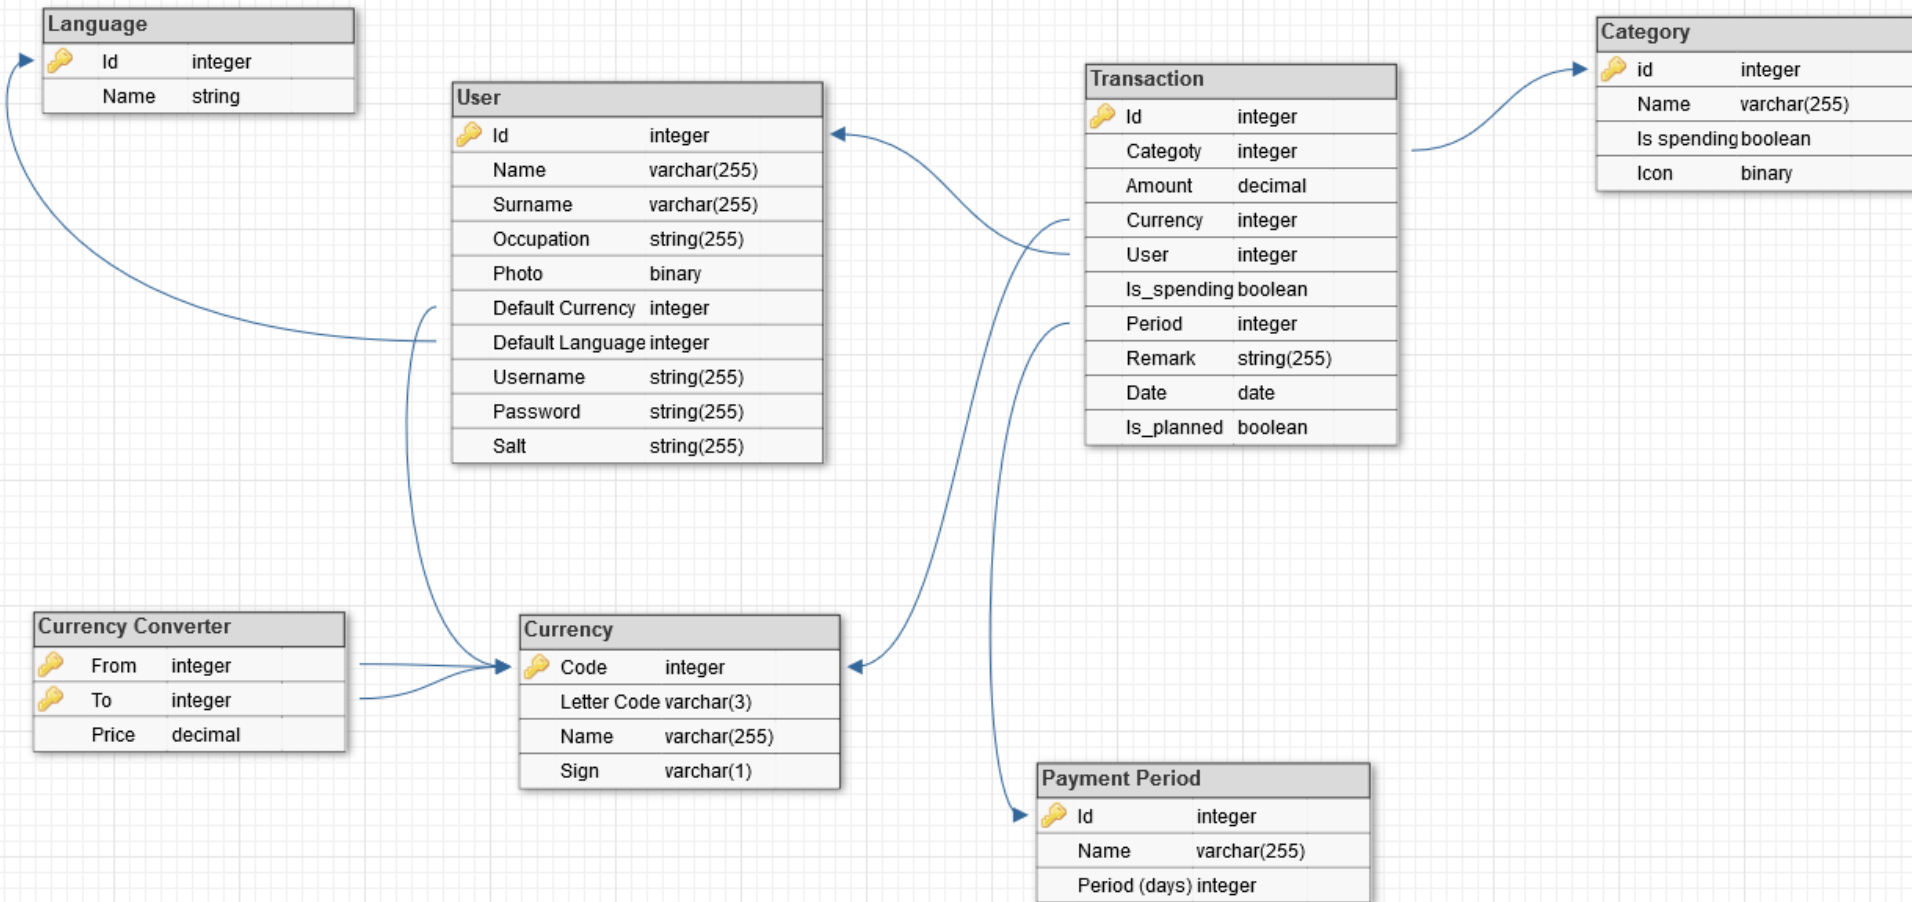 Language
Id integer
Name string
User
Id integer
Name varchar(255)
Surname varchar(255)
Occupation string(255)
Photo binary
Default Currency integer
Default Language integer
Username string(255)
Password string(255)
Salt string(255)
Transaction
Id integer
Categoty integer
Amount decimal
Currency integer
User integer
Is_spending boolean
Period integer
Remark string(255)
Date date
Is_planned boolean
Category
id integer
Name varchar(255)
Is spending boolean
Icon binary
Currency Converter
From integer
To integer
Price decimal
Currency
Code integer
Letter Code varchar(3)
Name varchar(255)
Sign varchar(1)
Payment Period
Id integer
Name varchar(255)
Period (days) integer